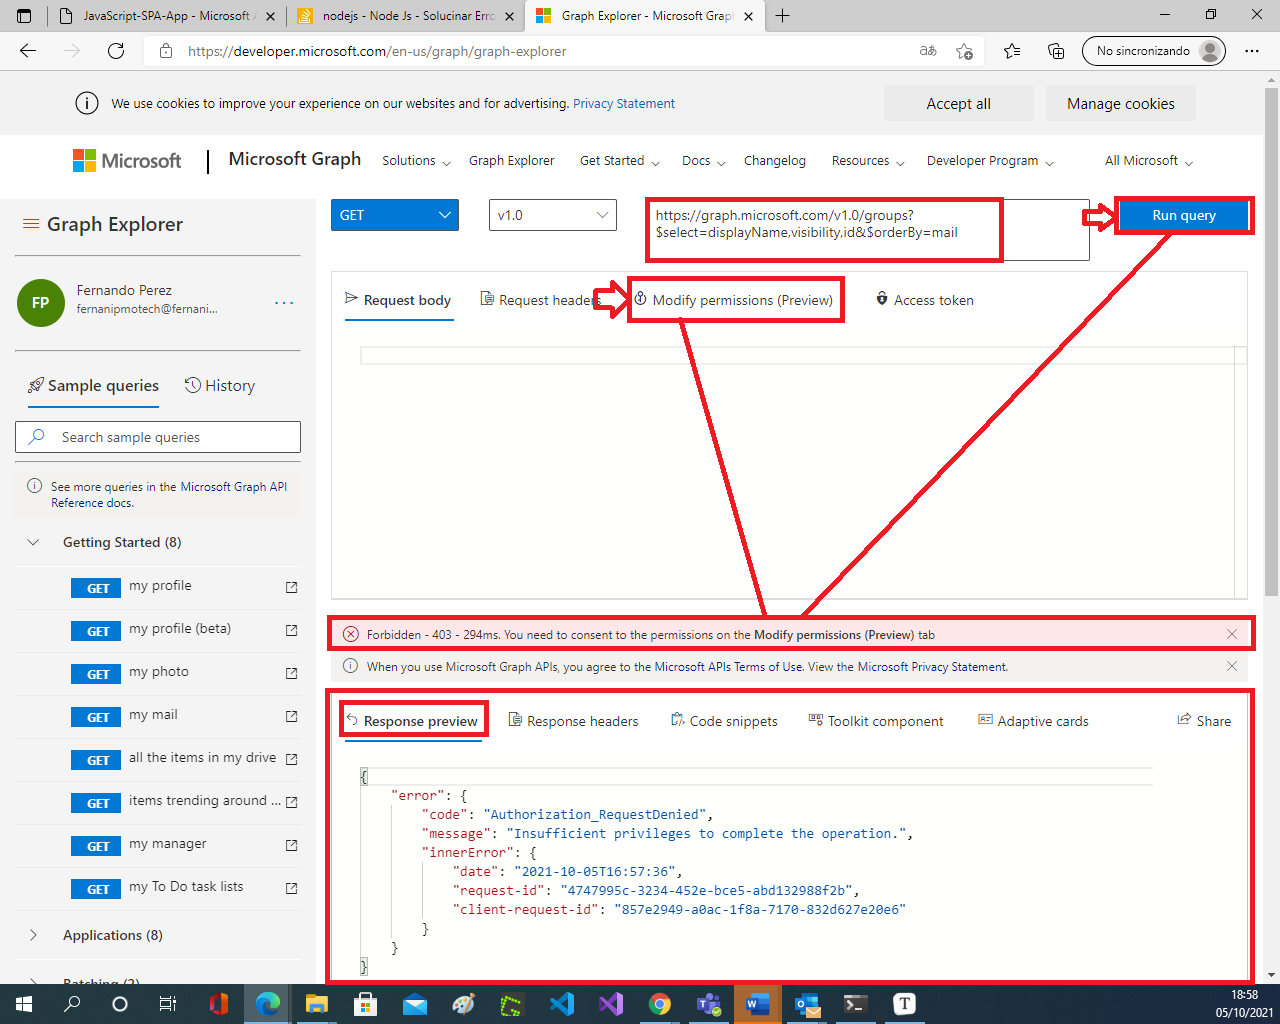 JavaScript-SPA-App - Microsoft A
nodejs - Node Js - Solucinar Erro
Graph Explorer - Microsoft Graph
https://developer.microsoft.com/en-us/graph/graph-explorer
aあ
No sincronizando
We use cookies to improve your experience on our websites and for advertising. Privacy Statement
Accept all
Manage cookies
Microsoft
Microsoft Graph
Solutions
Graph Explorer
Get Started
Docs
Changelog
Resources
Developer Program
All Microsoft
Graph Explorer
GET
v1.0
https://graph.microsoft.com/v1.0/groups?
$select=displayName,visibility,id&$orderBy=mail
Run query
FP
Fernando Perez
fernanipmotech@fernani...
Request body
Request headers
Modify permissions (Preview)
Access token
Sample queries
History
Search sample queries
See more queries in the Microsoft Graph API
Reference docs.
Getting Started (8)
GET my profile
GET my profile (beta)
GET my photo
GET my mail
GET all the items in my drive
GET items trending around ...
GET my manager
GET my To Do task lists
Applications (8)
Batching (2)
Forbidden - 403 - 294ms. You need to consent to the permissions on the Modify permissions (Preview) tab
When you use Microsoft Graph APIs, you agree to the Microsoft APIs Terms of Use. View the Microsoft Privacy Statement.
Response preview
Response headers
Code snippets
Toolkit component
Adaptive cards
Share
{
"error": {
"code": "Authorization_RequestDenied",
"message": "Insufficient privileges to complete the operation.",
"innerError": {
"date": "2021-10-05T16:57:36",
"request-id": "4747995c-3234-452e-bce5-abd132988f2b",
"client-request-id": "857e2949-a0ac-1f8a-7170-832d627e20e6"
}
}
}
18:58
05/10/2021